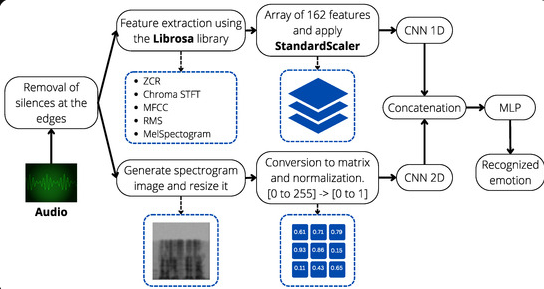 Feature extraction using
the Librosa library
Array of 162 features
and apply
StandardScaler
CNN 1D
Removal of
silences at the
edges
• ZCR
• Chroma STFT
• MFCC
• RMS
• MelSpectogram
Concatenation
MLP
Audio
Generate spectrogram
image and resize it
Conversion to matrix
and normalization.
[0 to 255] -> [0 to 1]
CNN 2D
Recognized
emotion
0.61 0.71 0.79
0.93 0.86 0.15
0.11 0.43 0.65